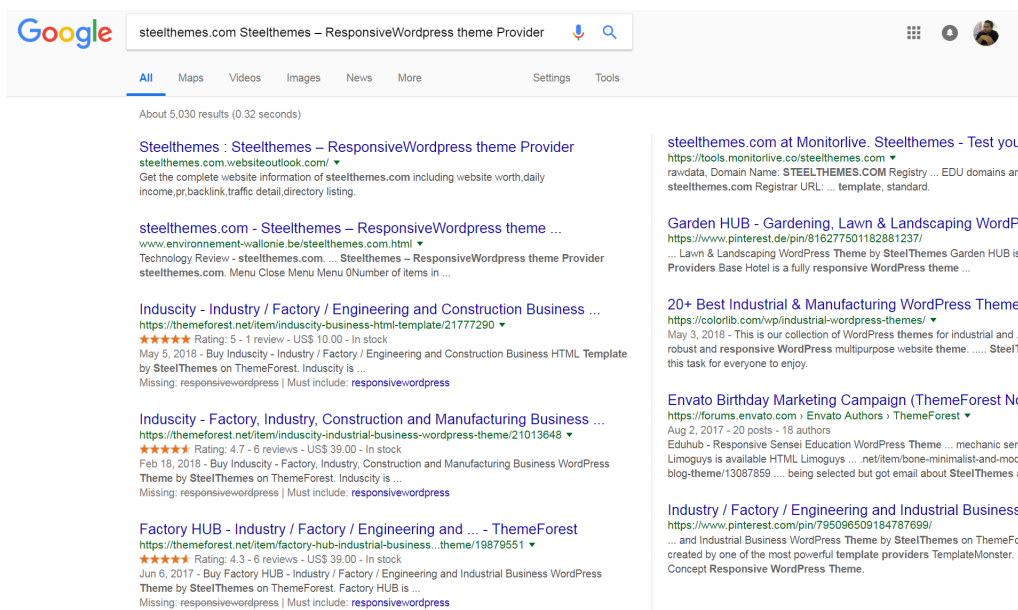 Google
steelthemes.com Steelthemes – ResponsiveWordpress theme Provider
All Maps Videos Images News More Settings Tools
About 5,030 results (0.32 seconds)
Steelthemes : Steelthemes – ResponsiveWordpress theme Provider
steelthemes.com.websiteoutlook.com/
Get the complete website information of steelthemes.com including website worth,daily
income,pr,backlink,traffic detail,directory listing.
steelthemes.com - Steelthemes – ResponsiveWordpress theme ...
www.environnement-wallonie.be/steelthemes.com.html
Technology Review - steelthemes.com. ... Steelthemes – ResponsiveWordpress theme Provider
steelthemes.com. Menu Close Menu Menu 0Number of items in ...
Induscity - Industry / Factory / Engineering and Construction Business ...
https://themeforest.net/item/induscity-business-html-template/21777290
Rating: 5 - 1 review - US$ 10.00 - In stock
May 5, 2018 - Buy Induscity - Industry / Factory / Engineering and Construction Business HTML Template
by SteelThemes on ThemeForest. Induscity is ...
Missing: responsivewordpress | Must include: responsivewordpress
Induscity - Factory, Industry, Construction and Manufacturing Business ...
https://themeforest.net/item/induscity-industrial-business-wordpress-theme/21013648
Rating: 4.7 - 6 reviews - US$ 39.00 - In stock
Feb 18, 2018 - Buy Induscity - Factory, Industry, Construction and Manufacturing Business WordPress
Theme by SteelThemes on ThemeForest. Induscity is ...
Missing: responsivewordpress | Must include: responsivewordpress
Factory HUB - Industry / Factory / Engineering and ... - ThemeForest
https://themeforest.net/item/factory-hub-industrial-business...theme/19879551
Rating: 4.3 - 6 reviews - US$ 39.00 - In stock
Jun 6, 2017 - Buy Factory HUB - Industry / Factory / Engineering and Industrial Business WordPress
Theme by SteelThemes on ThemeForest. Factory HUB is ...
Missing: responsivewordpress | Must include: responsivewordpress
steelthemes.com at Monitorlive. Steelthemes - Test you
https://tools.monitorlive.co/steelthemes.com
rawdata, Domain Name: STEELTHEMES.COM Registry ... EDU domains an
steelthemes.com Registrar URL: ... template, standard.
Garden HUB - Gardening, Lawn & Landscaping WordP
https://www.pinterest.de/pin/816277501182881237/
... Lawn & Landscaping WordPress Theme by SteelThemes Garden HUB is
Providers Base Hotel is a fully responsive WordPress theme ...
20+ Best Industrial & Manufacturing WordPress Theme
https://colorlib.com/wp/industrial-wordpress-themes/
May 3, 2018 - This is our collection of WordPress themes for industrial and
robust and responsive WordPress multipurpose website theme. ..... SteelT
this task for everyone to enjoy.
Envato Birthday Marketing Campaign (ThemeForest No
https://forums.envato.com › Envato Authors › ThemeForest
Aug 2, 2017 - 20 posts - 18 authors
Eduhub - Responsive Sensei Education WordPress Theme ... mechanic ser
Limoguys is available HTML Limoguys ... .net/item/bone-minimalist-and-mod
blog-theme/13087859 .... being selected but got email about SteelThemes a
Industry / Factory / Engineering and Industrial Business
https://www.pinterest.com/pin/795096509184787699/
... and Industrial Business WordPress Theme by SteelThemes on ThemeFo
created by one of the most powerful template providers TemplateMonster.
Concept Responsive WordPress Theme.